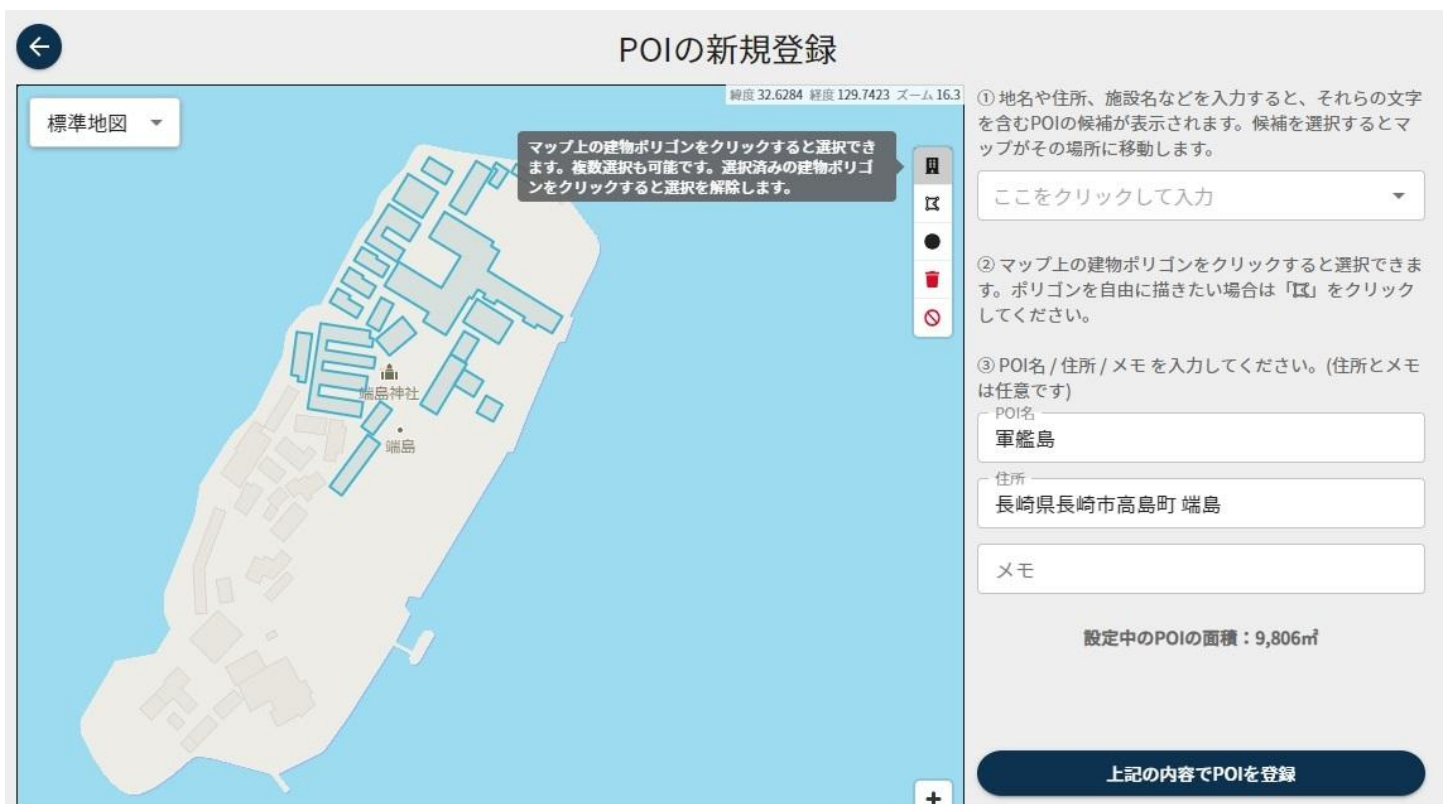 POIの新規登録
標準地図
緯度 32.6284 経度 129.7423 ズーム 16.3
マップ上の建物ポリゴンをクリックすると選択でき
ます。複数選択も可能です。選択済みの建物ポリゴ
ンをクリックすると選択を解除します。
端島神社
端島
① 地名や住所、施設名などを入力すると、それらの文字
を含むPOIの候補が表示されます。候補を選択するとマ
ップがその場所に移動します。
ここをクリックして入力
② マップ上の建物ポリゴンをクリックすると選択できま
す。ポリゴンを自由に描きたい場合は「」をクリック
してください。
③ POI名 / 住所 / メモ を入力してください。(住所とメモ
は任意です)
POI名
軍艦島
住所
長崎県長崎市高島町 端島
メモ
設定中のPOIの面積：9,806㎡
上記の内容でPOIを登録
+